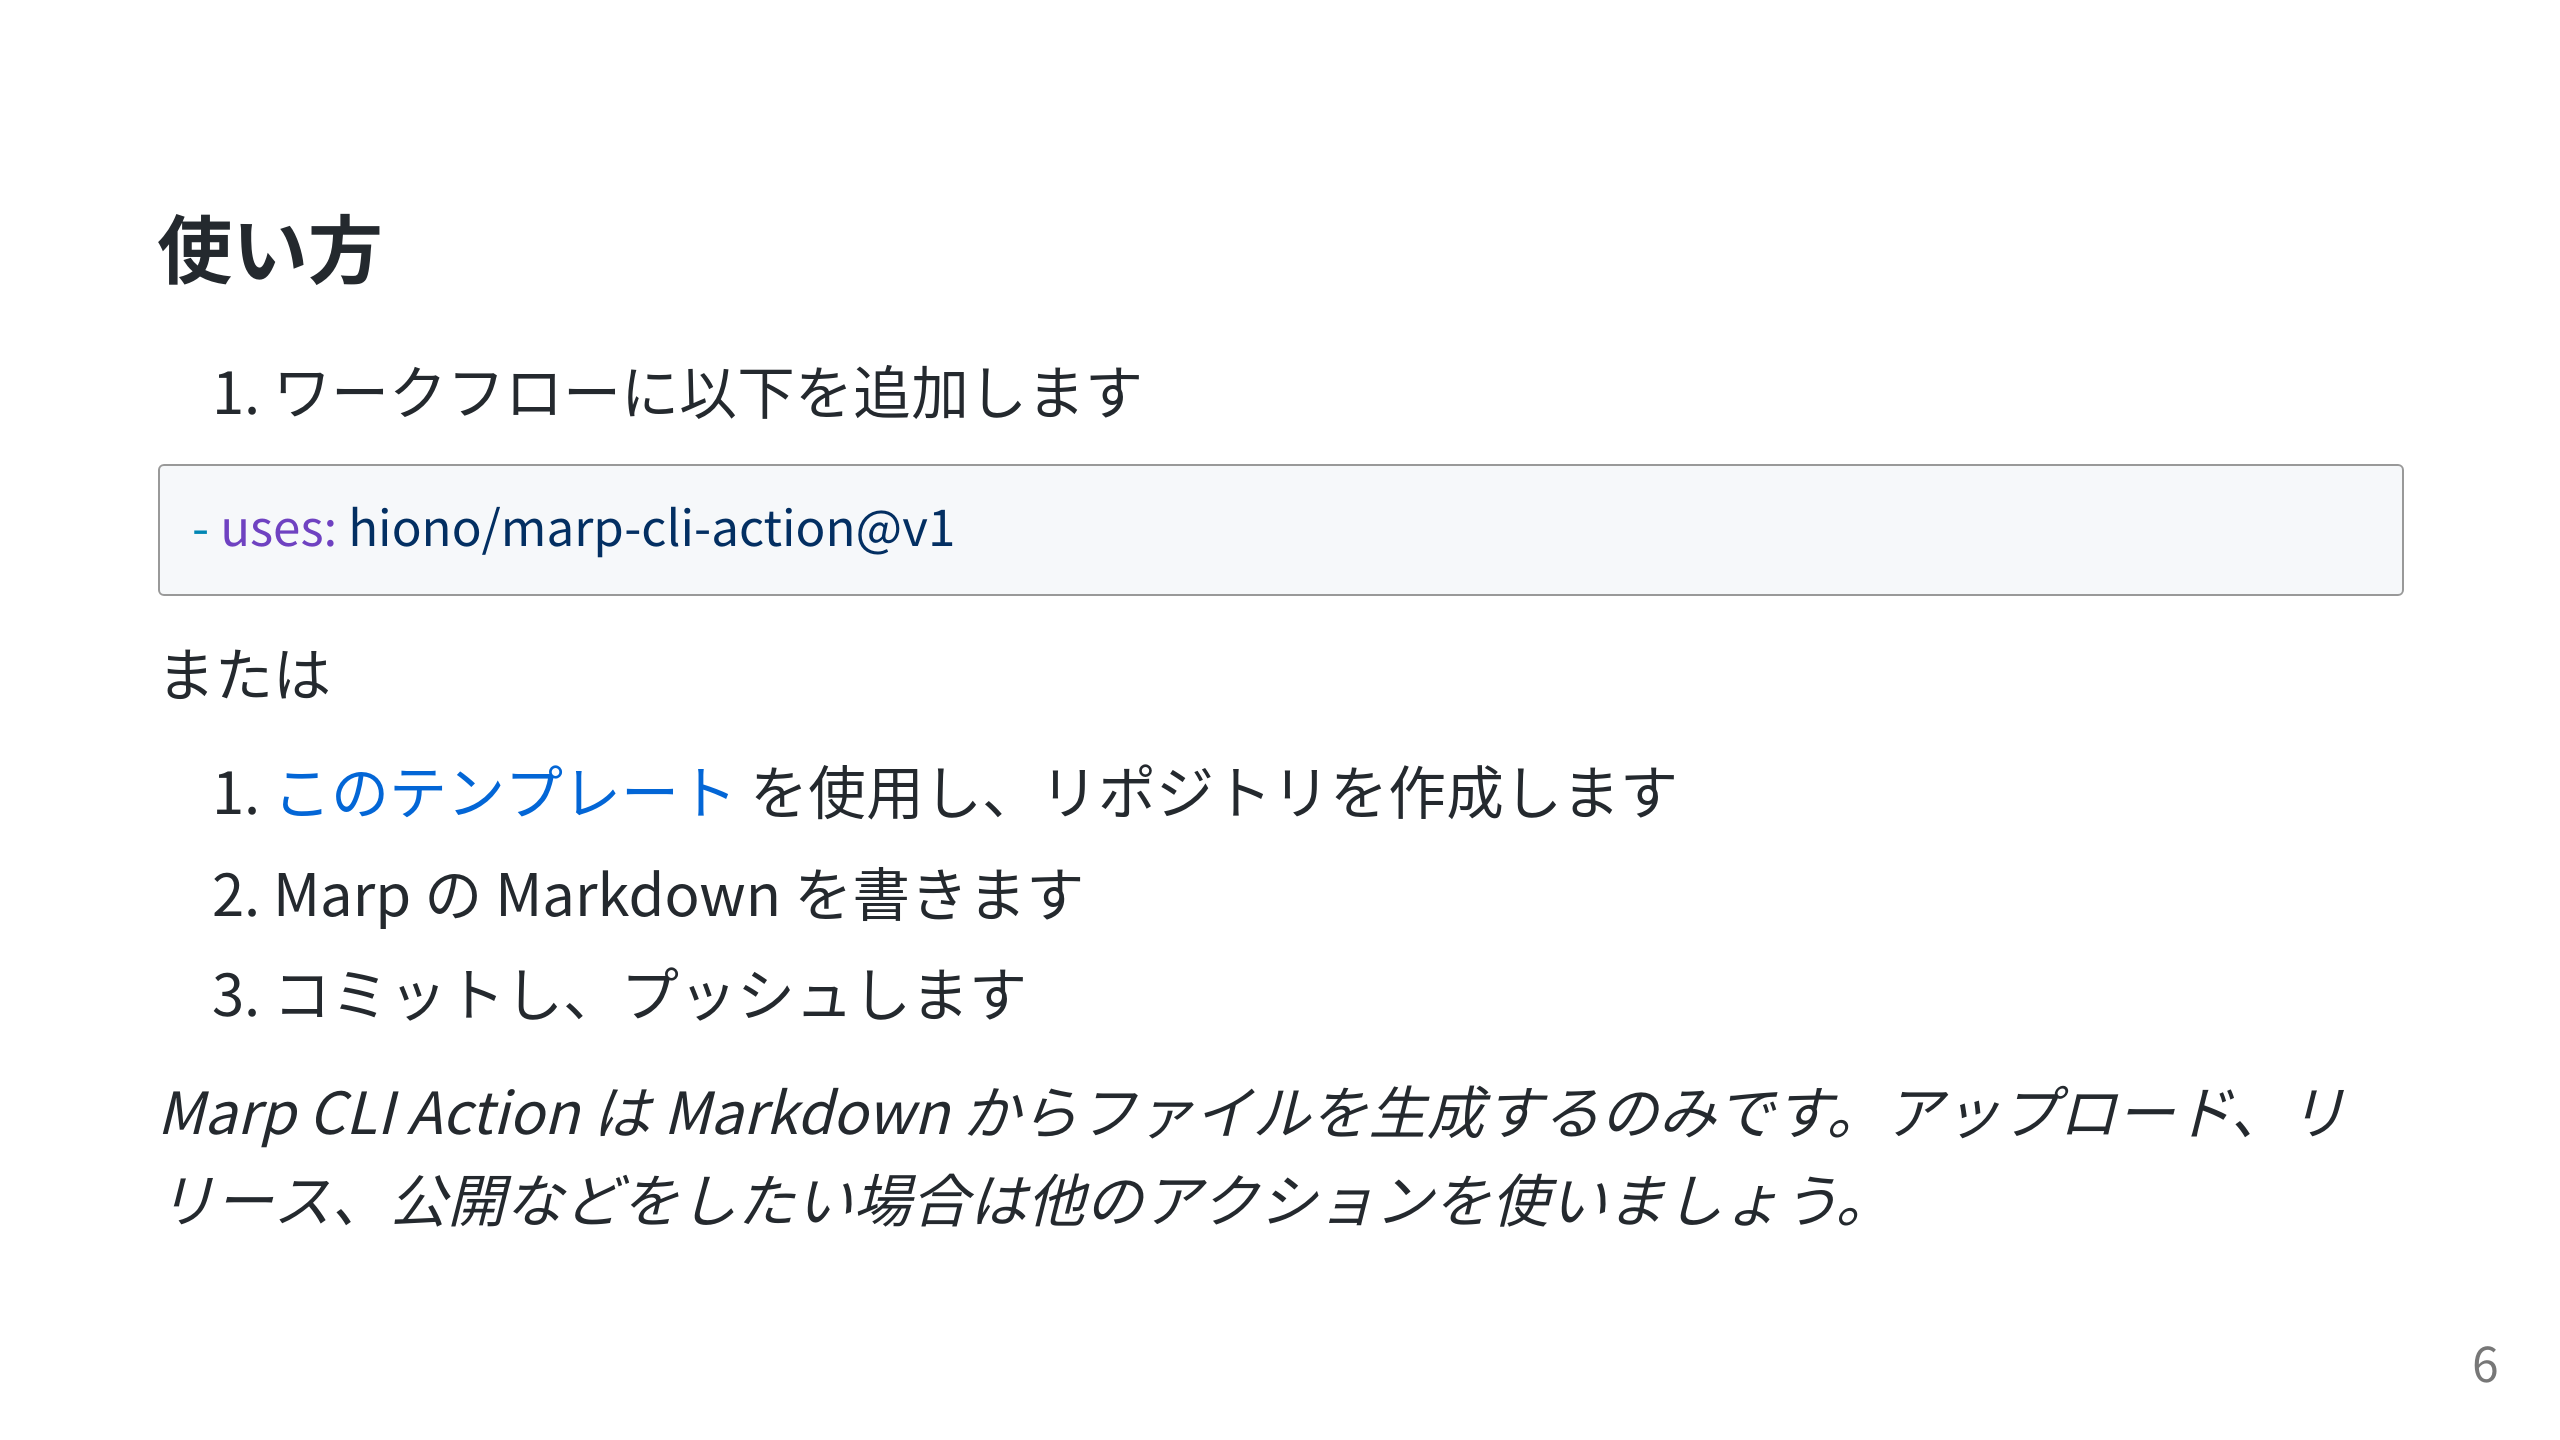 使い方
1. ワークフローに以下を追加します
- uses: hiono/marp-cli-action@v1
または
1. このテンプレート を使用し、リポジトリを作成します
2. Marp の Markdown を書きます
3. コミットし、プッシュします
Marp CLI Action は Markdown からファイルを生成するのみです。アップロード、リ
リース、公開などをしたい場合は他のアクションを使いましょう。
6